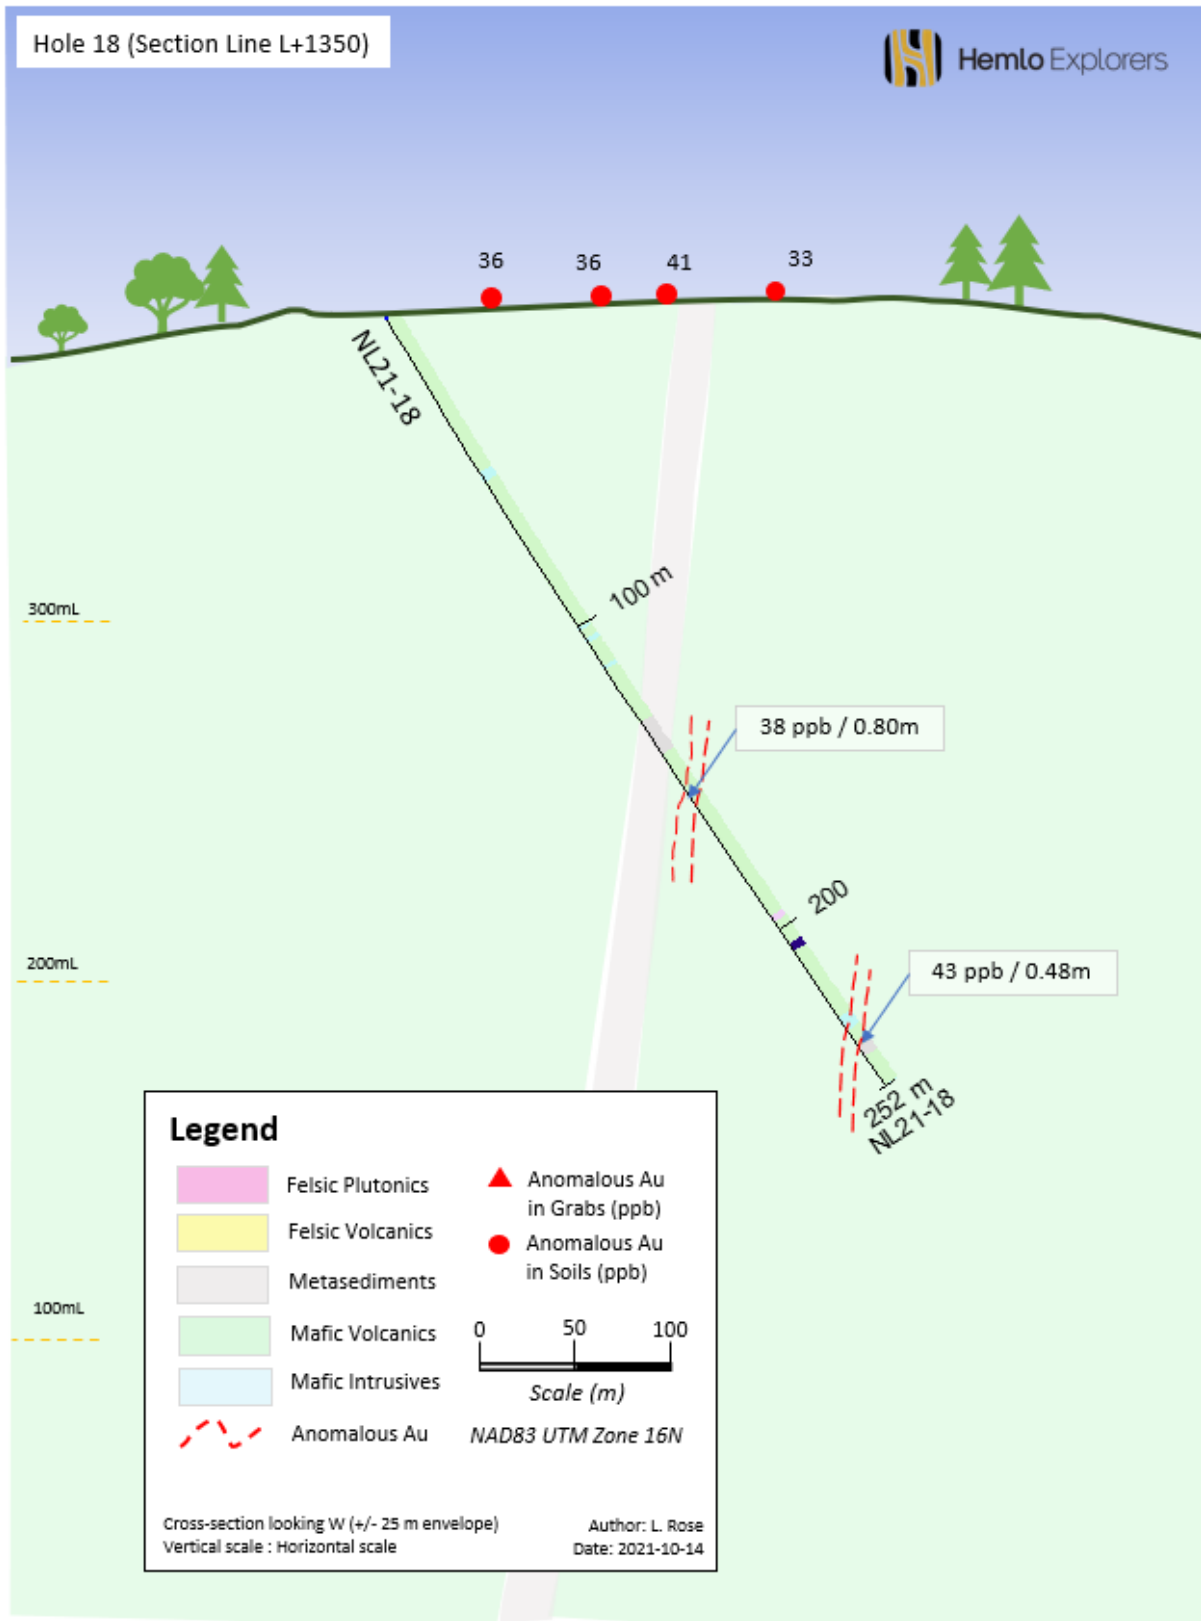 Hole 18 (Section Line L+1350)
Hemlo Explorers
36
36
41
33
NL21-18
100 m
300mL
38 ppb / 0.80m
200
200mL
43 ppb / 0.48m
252 m
NL21-18
100mL
Legend
Felsic Plutonics
Felsic Volcanics
Metasediments
Mafic Volcanics
Mafic Intrusives
Anomalous Au
Anomalous Au
in Grabs (ppb)
Anomalous Au
in Soils (ppb)
0 50 100
Scale (m)
NAD83 UTM Zone 16N
Cross-section looking W (+/- 25 m envelope)
Vertical scale : Horizontal scale
Author: L. Rose
Date: 2021-10-14